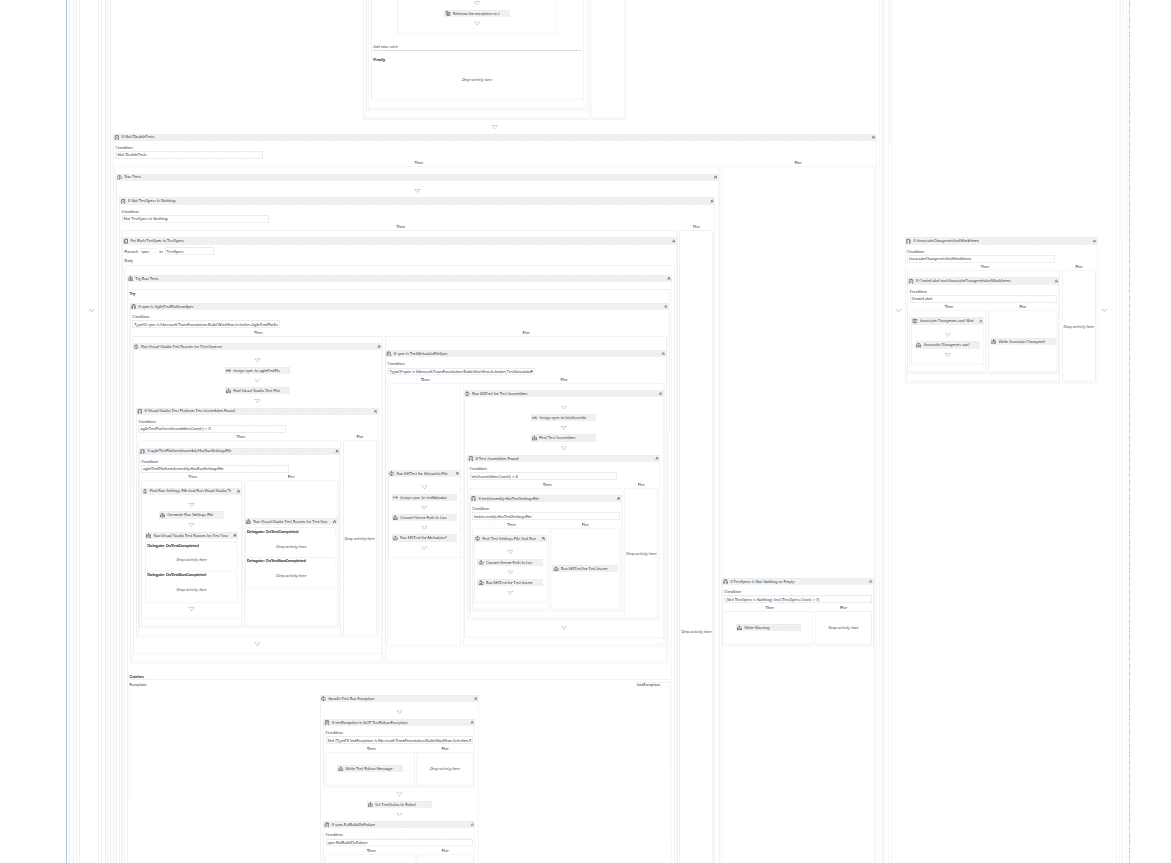 Rethrow the exception so t
Add new catch
Finally
Drop activity here
If Not DisableTests
Condition
Not DisableTests
Then
Else
Run Tests
If Not TestSpecs Is Nothing
Condition
Not TestSpecs Is Nothing
Then
Else
For Each TestSpec in TestSpecs
Foreach spec in TestSpecs
Body
Try Run Tests
Try
If spec Is AgileTestPlatformSpec
Condition
TypeOf spec Is Microsoft.TeamFoundation.Build.Workflow.Activities.AgileTestPlatfor
Then
Else
Run Visual Studio Test Runner for Test Sources
Assign spec to agileTestPla
Find Visual Studio Test Plat
If Visual Studio Test Platform Test Assemblies Found
Condition
agileTestPlatformAssemblies.Count() > 0
Then
Else
If agileTestPlatformAssembly.HasRunSettingsFile
Condition
agileTestPlatformAssembly.HasRunSettingsFile
Then
Else
Find Run Settings File And Run Visual Studio Te
Generate Run Settings File
Run Visual Studio Test Runner for Test Sour
Delegate: OnTestCompleted
Drop activity here
Delegate: OnTestRunCompleted
Drop activity here
Run Visual Studio Test Runner for Test Sour
Delegate: OnTestCompleted
Drop activity here
Delegate: OnTestRunCompleted
Drop activity here
Drop activity here
If spec Is TestMetadataFileSpec
Condition
TypeOf spec Is Microsoft.TeamFoundation.Build.Workflow.Activities.TestMetadataFi
Then
Else
Run MSTest for Metadata File
Assign spec to testMetadat
Convert Server Path to Loca
Run MSTest for Metadata F
Run MSTest for Test Assemblies
Assign spec to testAssembl
Find Test Assemblies
If Test Assemblies Found
Condition
testAssemblies.Count() > 0
Then
Else
If testAssembly.HasTestSettingsFile
Condition
testAssembly.HasTestSettingsFile
Then
Else
Find Test Settings File And Run
Convert Server Path to Loca
Run MSTest for Test Assem
Run MSTest for Test Assem
Drop activity here
Drop activity here
If TestSpecs Is Not Nothing or Empty
Condition
(Not TestSpecs Is Nothing) And (TestSpecs.Count > 0)
Then
Else
Write Warning
Drop activity here
If AssociateChangesetsAndWorkItems
Condition
AssociateChangesetsAndWorkItems
Then
Else
If CreateLabel and AssociateChangesetsAndWorkItems
Condition
CreateLabel
Then
Else
Associate Changesets and Wor
Associate Changesets and
Write Associate Changeset
Drop activity here
Catches
Exception
testException
Handle Test Run Exception
If testException is NOT TestFailureException
Condition
Not (TypeOf testException Is Microsoft.TeamFoundation.Build.Workflow.Activities.T
Then
Else
Write Test Failure Message
Drop activity here
Set TestStatus to Failed
If spec.FailBuildOnFailure
Condition
spec.FailBuildOnFailure
Then
Else